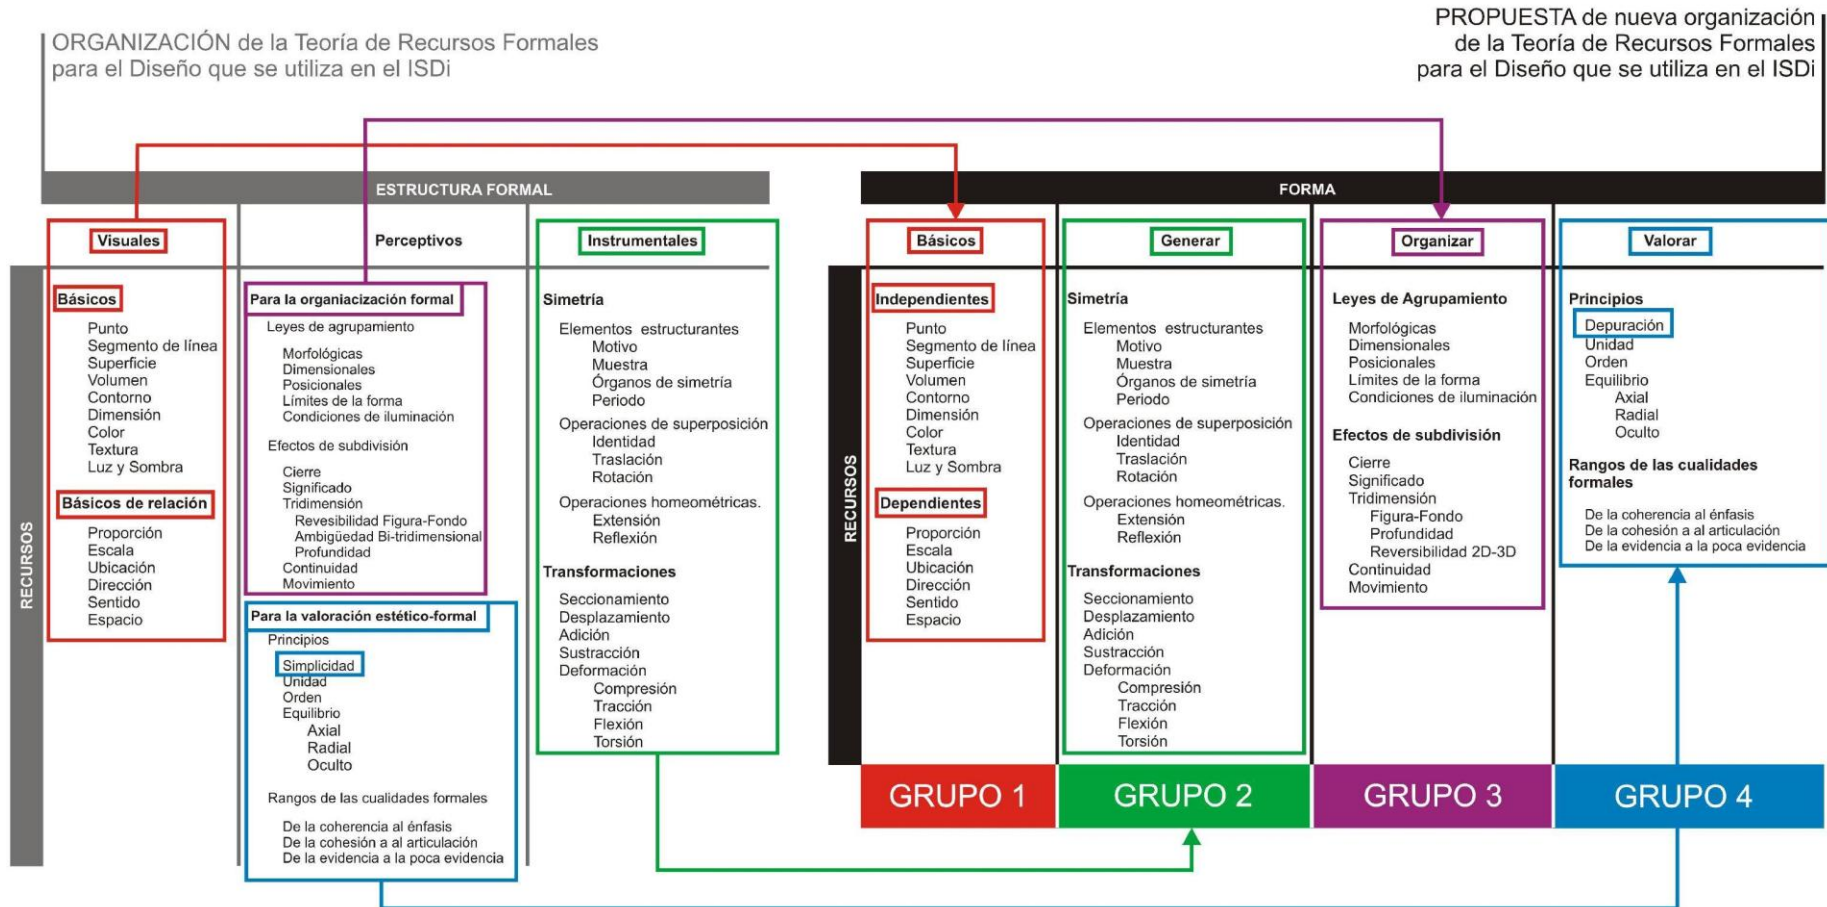 ORGANIZACIÓN de la Teoría de Recursos Formales
para el Diseño que se utiliza en el ISDi
PROPUESTA de nueva organización
de la Teoría de Recursos Formales
para el Diseño que se utiliza en el ISDi
ESTRUCTURA FORMAL
RECURSOS
Visuales
Básicos
Punto
Segmento de línea
Superficie
Volumen
Contorno
Dimensión
Color
Textura
Luz y Sombra
Básicos de relación
Proporción
Escala
Ubicación
Dirección
Sentido
Espacio
Perceptivos
Para la organiacización formal
Leyes de agrupamiento
Morfológicas
Dimensionales
Posicionales
Límites de la forma
Condiciones de iluminación
Efectos de subdivisión
Cierre
Significado
Tridimensión
Revesibilidad Figura-Fondo
Ambigüedad Bi-tridimensional
Profundidad
Continuidad
Movimiento
Para la valoración estético-formal
Principios
Simplicidad
Unidad
Orden
Equilibrio
Axial
Radial
Oculto
Rangos de las cualidades formales
De la coherencia al énfasis
De la cohesión a al articulación
De la evidencia a la poca evidencia
Instrumentales
Simetría
Elementos estructurantes
Motivo
Muestra
Órganos de simetría
Periodo
Operaciones de superposición
Identidad
Traslación
Rotación
Operaciones homeométricas.
Extensión
Reflexión
Transformaciones
Seccionamiento
Desplazamiento
Adición
Sustracción
Deformación
Compresión
Tracción
Flexión
Torsión
FORMA
RECURSOS
Básicos
Independientes
Punto
Segmento de línea
Superficie
Volumen
Contorno
Dimensión
Color
Textura
Luz y Sombra
Dependientes
Proporción
Escala
Ubicación
Dirección
Sentido
Espacio
GRUPO 1
Generar
Simetría
Elementos estructurantes
Motivo
Muestra
Órganos de simetría
Periodo
Operaciones de superposición
Identidad
Traslación
Rotación
Operaciones homeométricas.
Extensión
Reflexión
Transformaciones
Seccionamiento
Desplazamiento
Adición
Sustracción
Deformación
Compresión
Tracción
Flexión
Torsión
GRUPO 2
Organizar
Leyes de Agrupamiento
Morfológicas
Dimensionales
Posicionales
Límites de la forma
Condiciones de iluminación
Efectos de subdivisión
Cierre
Significado
Tridimensión
Figura-Fondo
Profundidad
Reversibilidad 2D-3D
Continuidad
Movimiento
GRUPO 3
Valorar
Principios
Depuración
Unidad
Orden
Equilibrio
Axial
Radial
Oculto
Rangos de las cualidades
formales
De la coherencia al énfasis
De la cohesión a al articulación
De la evidencia a la poca evidencia
GRUPO 4